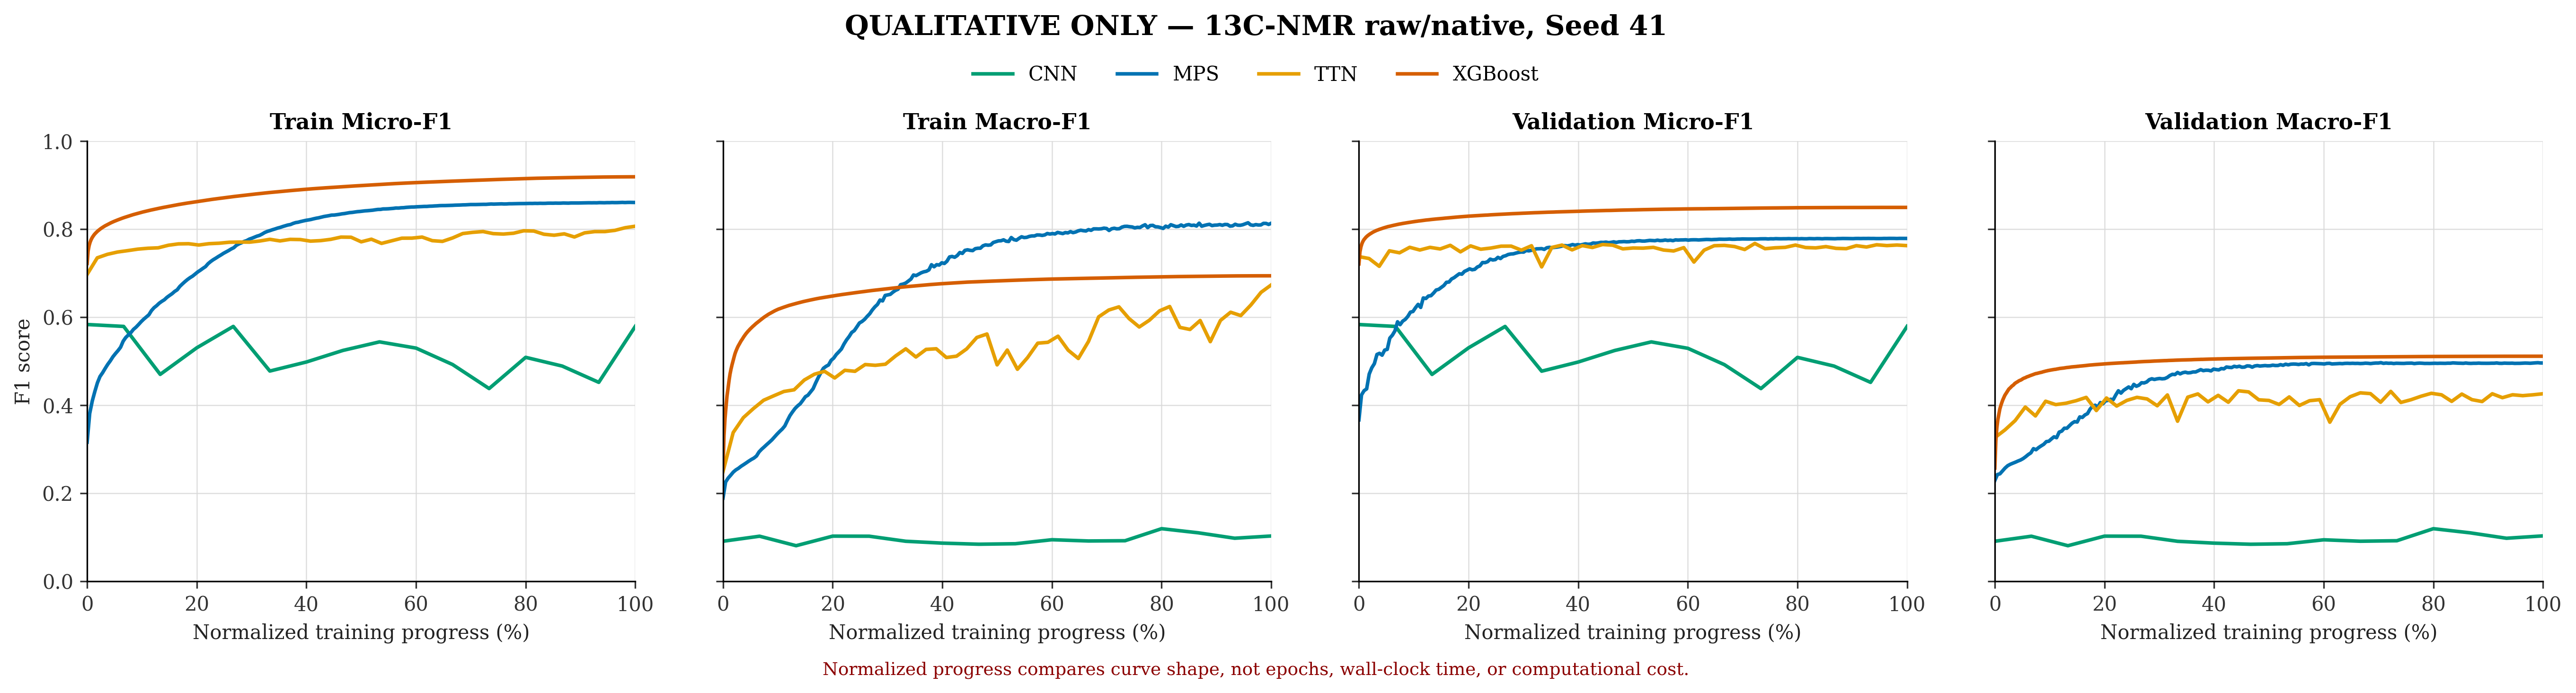 QUALITATIVE ONLY — 13C-NMR raw/native, Seed 41
CNN MPS TTN XGBoost
Train Micro-F1 Train Macro-F1 Validation Micro-F1 Validation Macro-F1
1.0
0.8
0.6
0.4
0.2
0.0
F1 score
0 20 40 60 80 100 0 20 40 60 80 100 0 20 40 60 80 100 0 20 40 60 80 100
Normalized training progress (%) Normalized training progress (%) Normalized training progress (%) Normalized training progress (%)
Normalized progress compares curve shape, not epochs, wall-clock time, or computational cost.